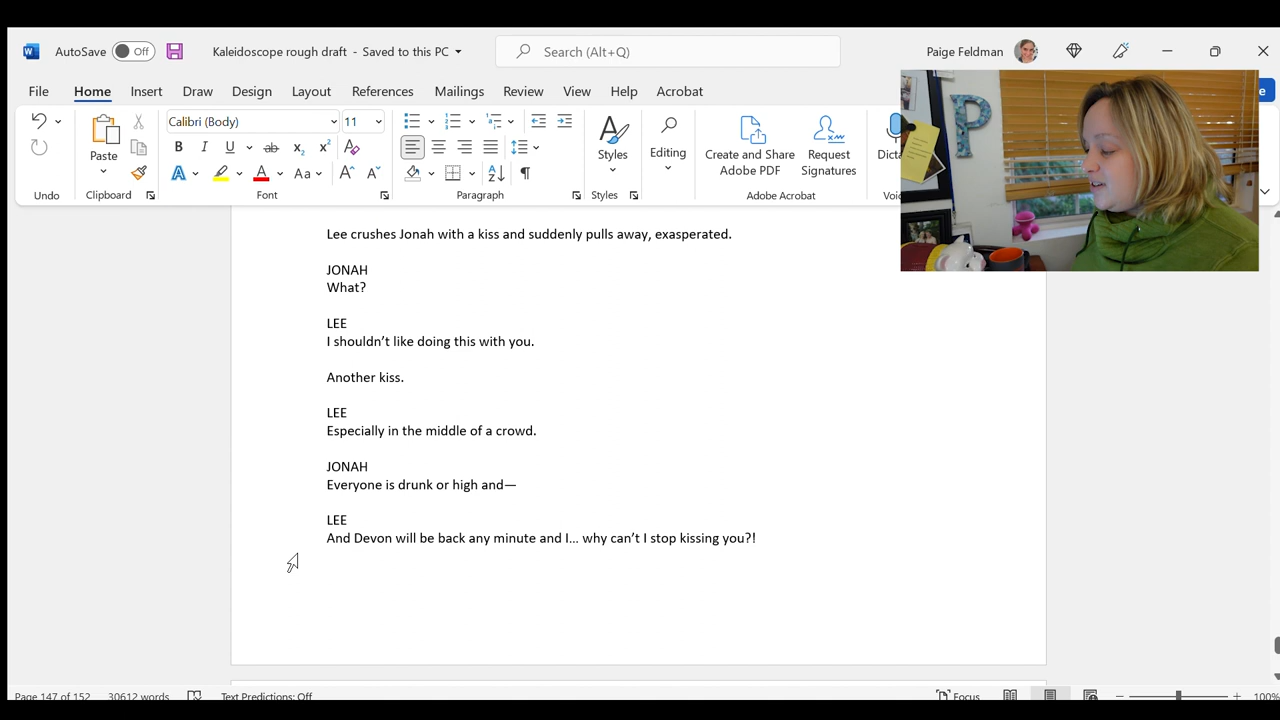 AutoSave Off Kaleidoscope rough draft - Saved to this PC Search (Alt+Q) Paige Feldman
File Home Insert Draw Design Layout References Mailings Review View Help Acrobat
Calibri (Body) 11
Paste Styles Editing Create and Share Adobe PDF Request Signatures
Undo Clipboard Font Paragraph Styles Adobe Acrobat
P
Lee crushes Jonah with a kiss and suddenly pulls away, exasperated.
JONAH
What?
LEE
I shouldn’t like doing this with you.
Another kiss.
LEE
Especially in the middle of a crowd.
JONAH
Everyone is drunk or high and—
LEE
And Devon will be back any minute and I… why can’t I stop kissing you?!
Page 147 of 152 30612 words Text Predictions: Off Focus 100%